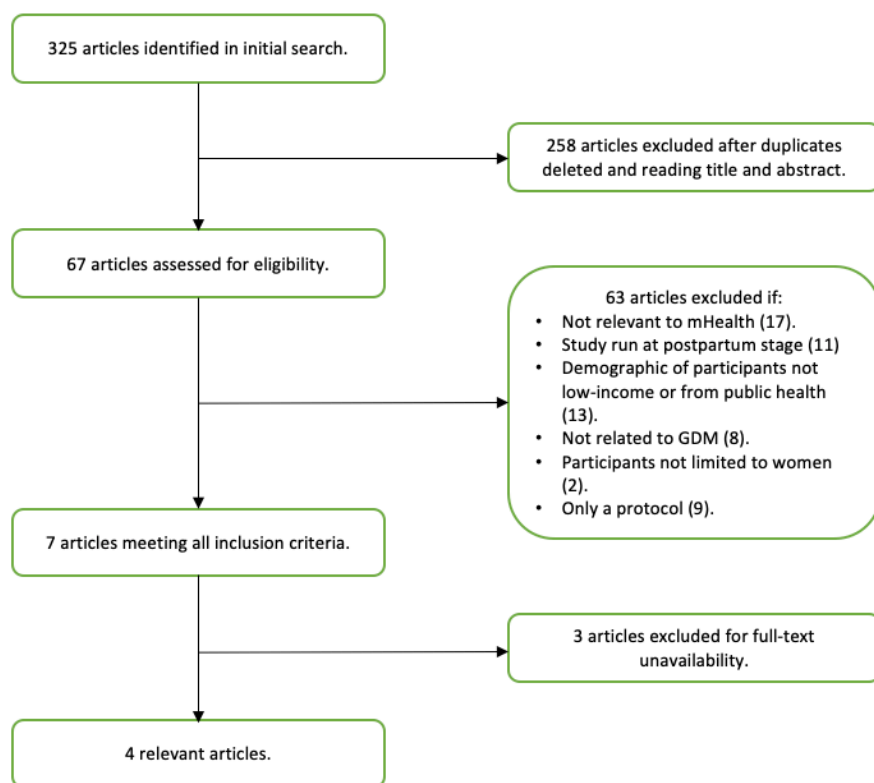 325 articles identified in initial search.
258 articles excluded after duplicates
deleted and reading title and abstract.
67 articles assessed for eligibility.
63 articles excluded if:
• Not relevant to mHealth (17).
• Study run at postpartum stage (11)
• Demographic of participants not
low-income or from public health
(13).
• Not related to GDM (8).
• Participants not limited to women
(2).
• Only a protocol (9).
7 articles meeting all inclusion criteria.
3 articles excluded for full-text
unavailability.
4 relevant articles.